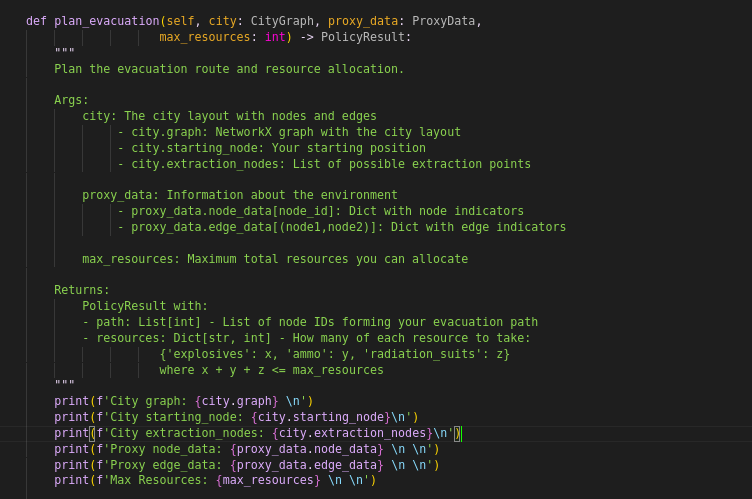 def plan_evacuation(self, city: CityGraph, proxy_data: ProxyData,
max_resources: int) -> PolicyResult:
"""
Plan the evacuation route and resource allocation.
Args:
city: The city layout with nodes and edges
- city.graph: NetworkX graph with the city layout
- city.starting_node: Your starting position
- city.extraction_nodes: List of possible extraction points
proxy_data: Information about the environment
- proxy_data.node_data[node_id]: Dict with node indicators
- proxy_data.edge_data[(node1,node2)]: Dict with edge indicators
max_resources: Maximum total resources you can allocate
Returns:
PolicyResult with:
- path: List[int] - List of node IDs forming your evacuation path
- resources: Dict[str, int] - How many of each resource to take:
{'explosives': x, 'ammo': y, 'radiation_suits': z}
where x + y + z <= max_resources
"""
print(f'City graph: {city.graph} \n')
print(f'City starting_node: {city.starting_node}\n')
print(f'City extraction_nodes: {city.extraction_nodes}\n')
print(f'Proxy node_data: {proxy_data.node_data} \n \n')
print(f'Proxy edge_data: {proxy_data.edge_data} \n \n')
print(f'Max Resources: {max_resources} \n \n')